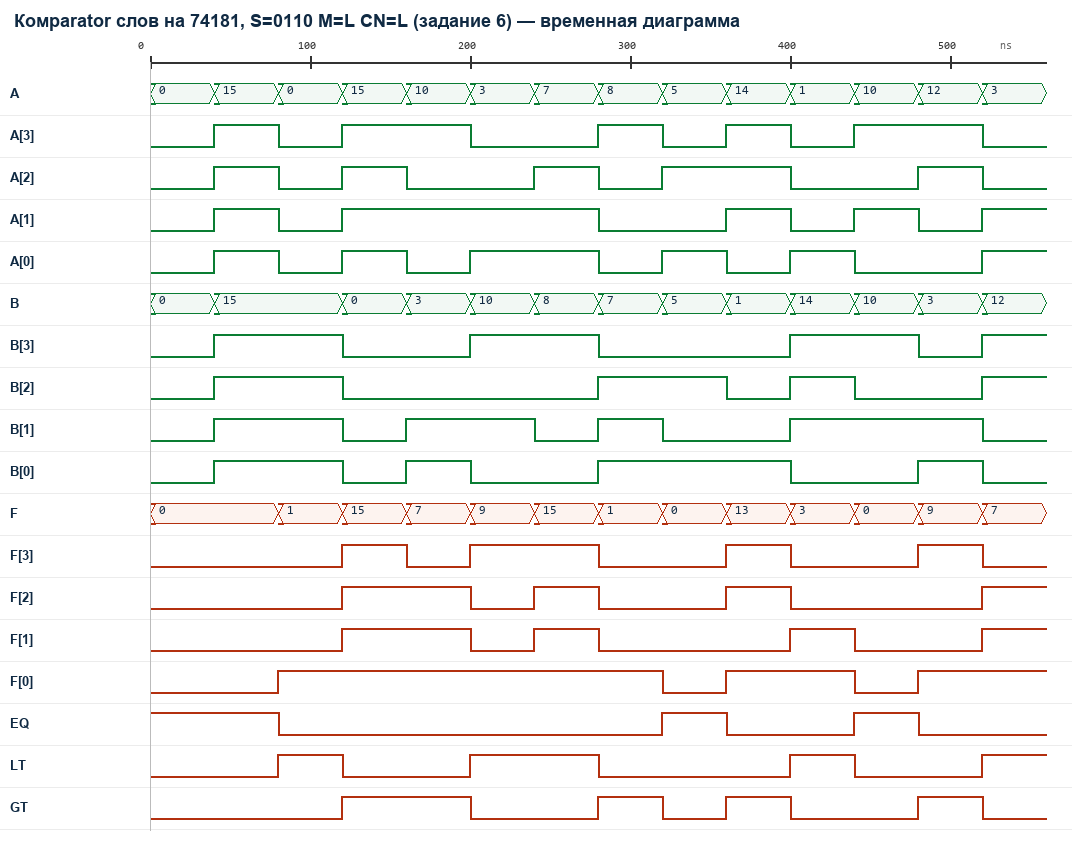 Комparатор слов на 74181, S=0110 M=L CN=L (задание 6) — временная диаграмма
0 100 200 300 400 500 ns
A 0 15 0 15 10 3 7 8 5 14 1 10 12 3
A[3]
A[2]
A[1]
A[0]
B 0 15 0 3 10 8 7 5 1 14 10 3 12
B[3]
B[2]
B[1]
B[0]
F 0 1 15 7 9 15 1 0 13 3 0 9 7
F[3]
F[2]
F[1]
F[0]
EQ
LT
GT